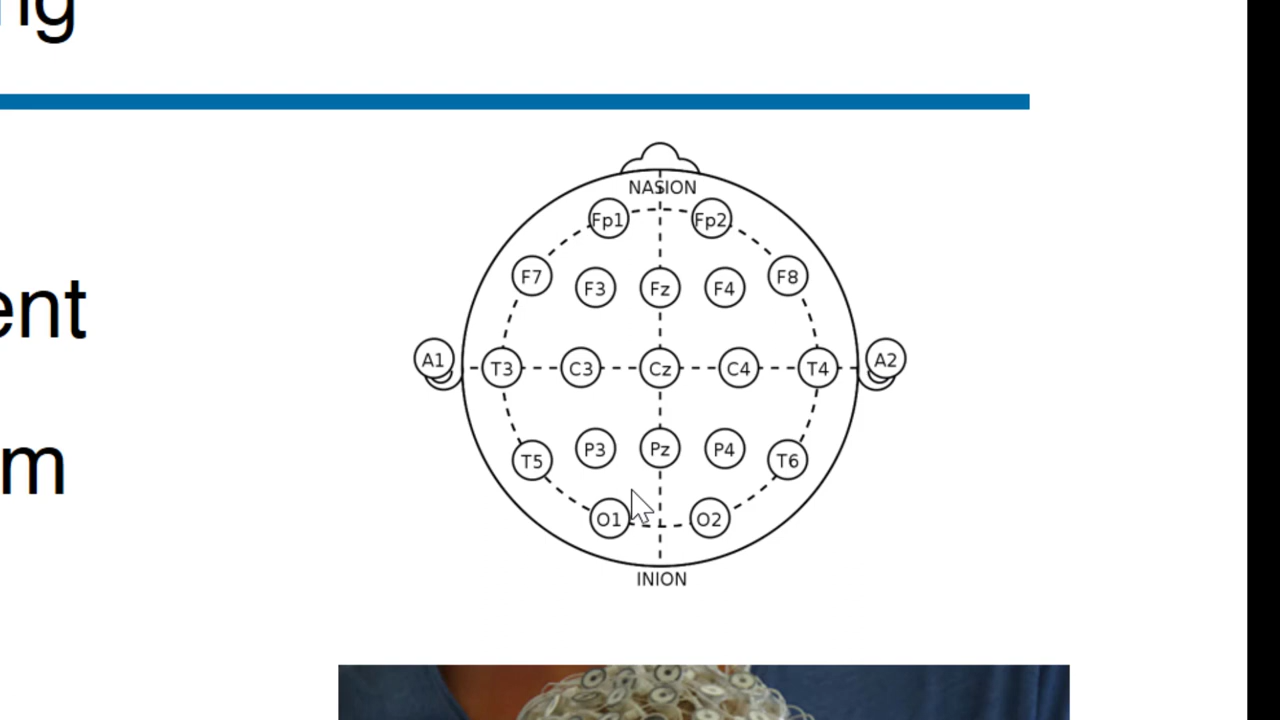 ng
NASION
Fp1 Fp2
F7 F3 Fz F4 F8
ent
A1 T3 C3 Cz C4 T4 A2
m
T5 P3 Pz P4 T6
O1 O2
INION